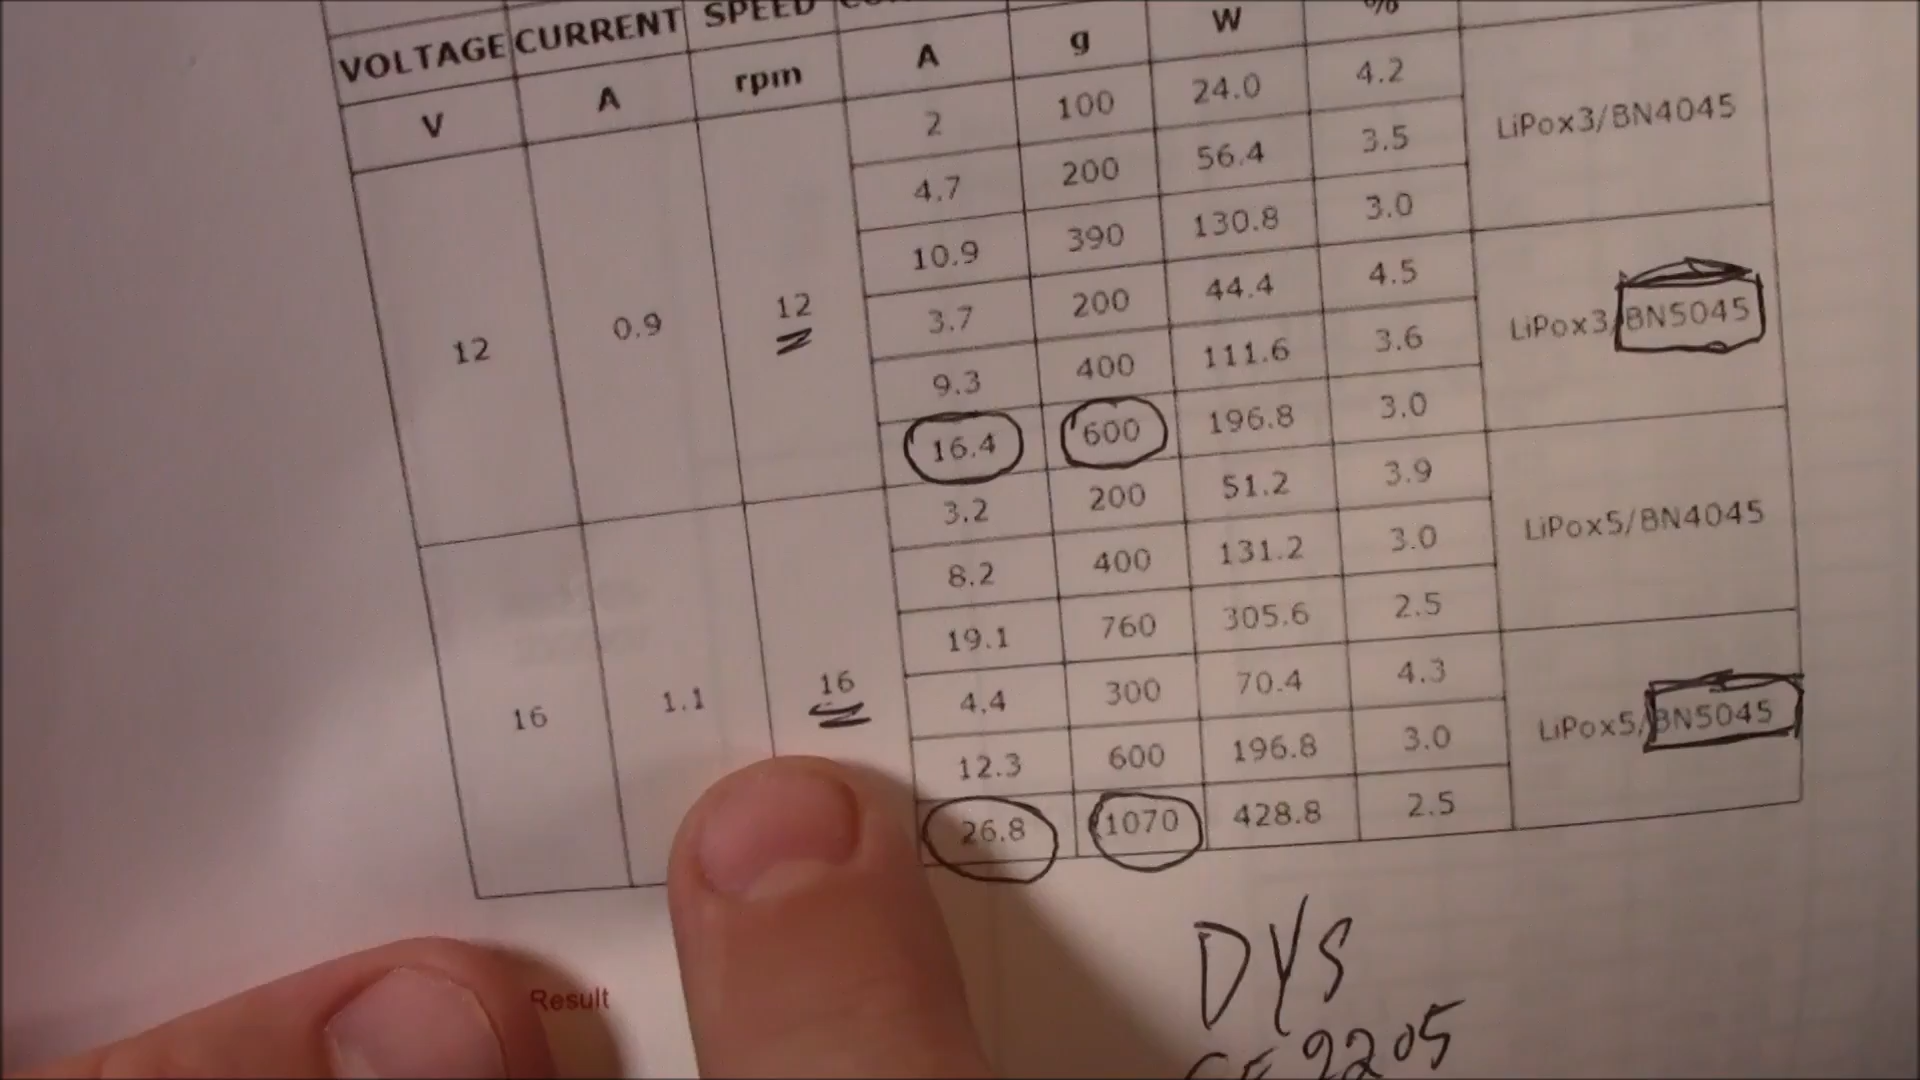 VOLTAGE CURRENT SPEED
V A rpm A g W %
2 100 24.0 4.2
4.7 200 56.4 3.5 LiPox3/BN4045
10.9 390 130.8 3.0
12 0.9 12 3.7 200 44.4 4.5
9.3 400 111.6 3.6 LiPox3/BN5045
16.4 600 196.8 3.0
3.2 200 51.2 3.9
8.2 400 131.2 3.0 LiPox5/BN4045
19.1 760 305.6 2.5
16 1.1 16 4.4 300 70.4 4.3
12.3 600 196.8 3.0 LiPox5/BN5045
26.8 1070 428.8 2.5
Result
DYS
2205